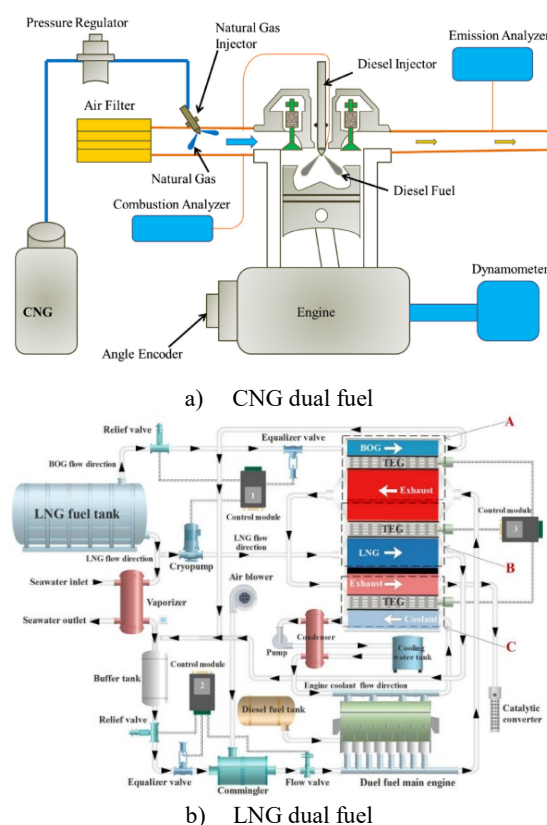 Pressure Regulator
Natural Gas
Injector
Diesel Injector
Emission Analyzer
Air Filter
Natural Gas
Diesel Fuel
Combustion Analyzer
Dynamometer
CNG
Engine
Angle Encoder
a) CNG dual fuel
Relief valve
Equalizer valve
A
BOG flow direction
BOG
TEG
1
Exhaust
LNG fuel tank
Control module
Control module
TEG
3
LNG flow direction
LNG flow
direction
LNG
Cryopump
B
Seawater inlet
Air blower
Exhaust
Vaporizer
TEG
Seawater outlet
Condenser
Coolant
C
Pump
Cooling
water tank
Buffer tank
Control module
Engine coolant flow direction
2
Diesel fuel tank
Catalytic
converter
Relief valve
Equalizer valve
Commingler
Flow valve
Duel fuel main engine
b) LNG dual fuel